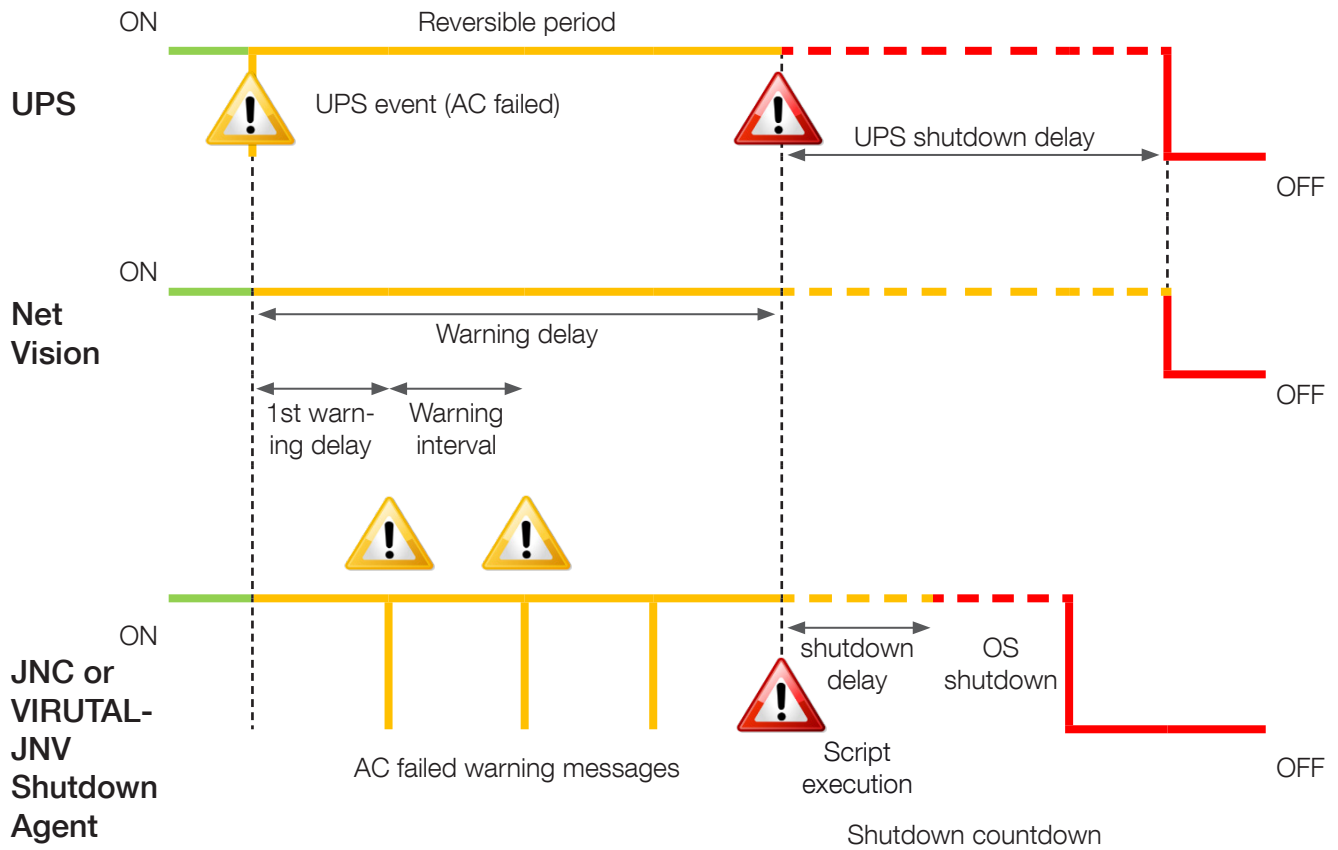 ON
Reversible period
UPS
UPS event (AC failed)
UPS shutdown delay
OFF
ON
Net
Vision
Warning delay
OFF
1st warn-
ing delay
Warning
interval
ON
JNC or
VIRUTAL-
JNV
Shutdown
Agent
shutdown
delay
OS
shutdown
AC failed warning messages
Script
execution
OFF
Shutdown countdown